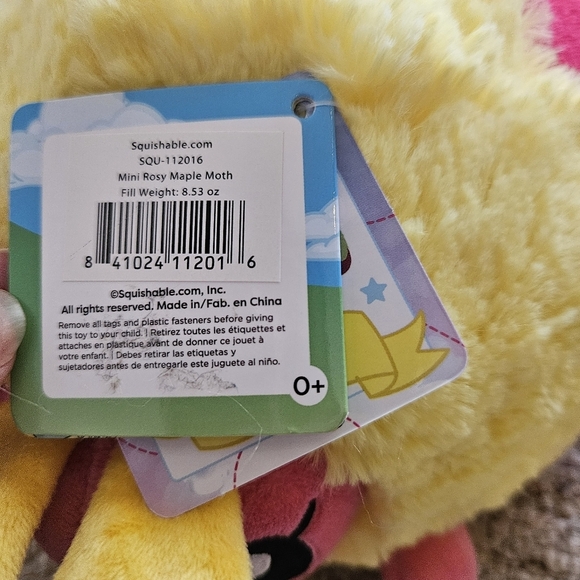 Squishable.com
SQU-112016
Mini Rosy Maple Moth
Fill Weight: 8.53 oz
8 41024 11201 6
©Squishable.com, Inc.
All rights reserved. Made in/Fab. en China
Remove all tags and plastic fasteners before giving
this toy to your child. | Retirez toutes les étiquettes et
attaches en plastique avant de donner ce jouet à
votre enfant. | Debes retirar las etiquetas y
sujetadores antes de entregarle este juguete al niño.
0+